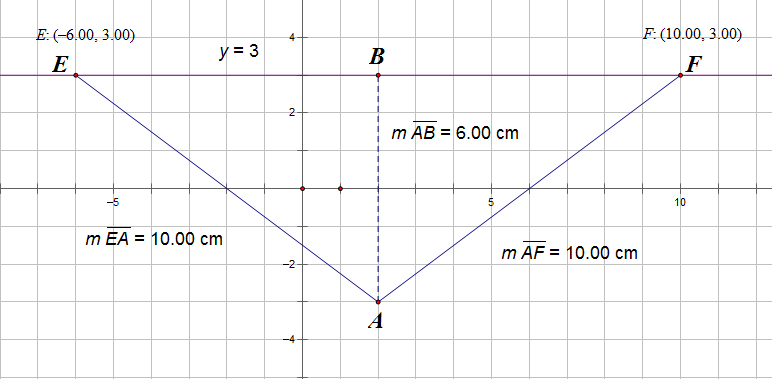 E: (–6.00, 3.00)
F: (10.00, 3.00)
y = 3
4
E
B
F
2
m AB = 6.00 cm
–5
5
10
m EA = 10.00 cm
m AF = 10.00 cm
–2
A
–4